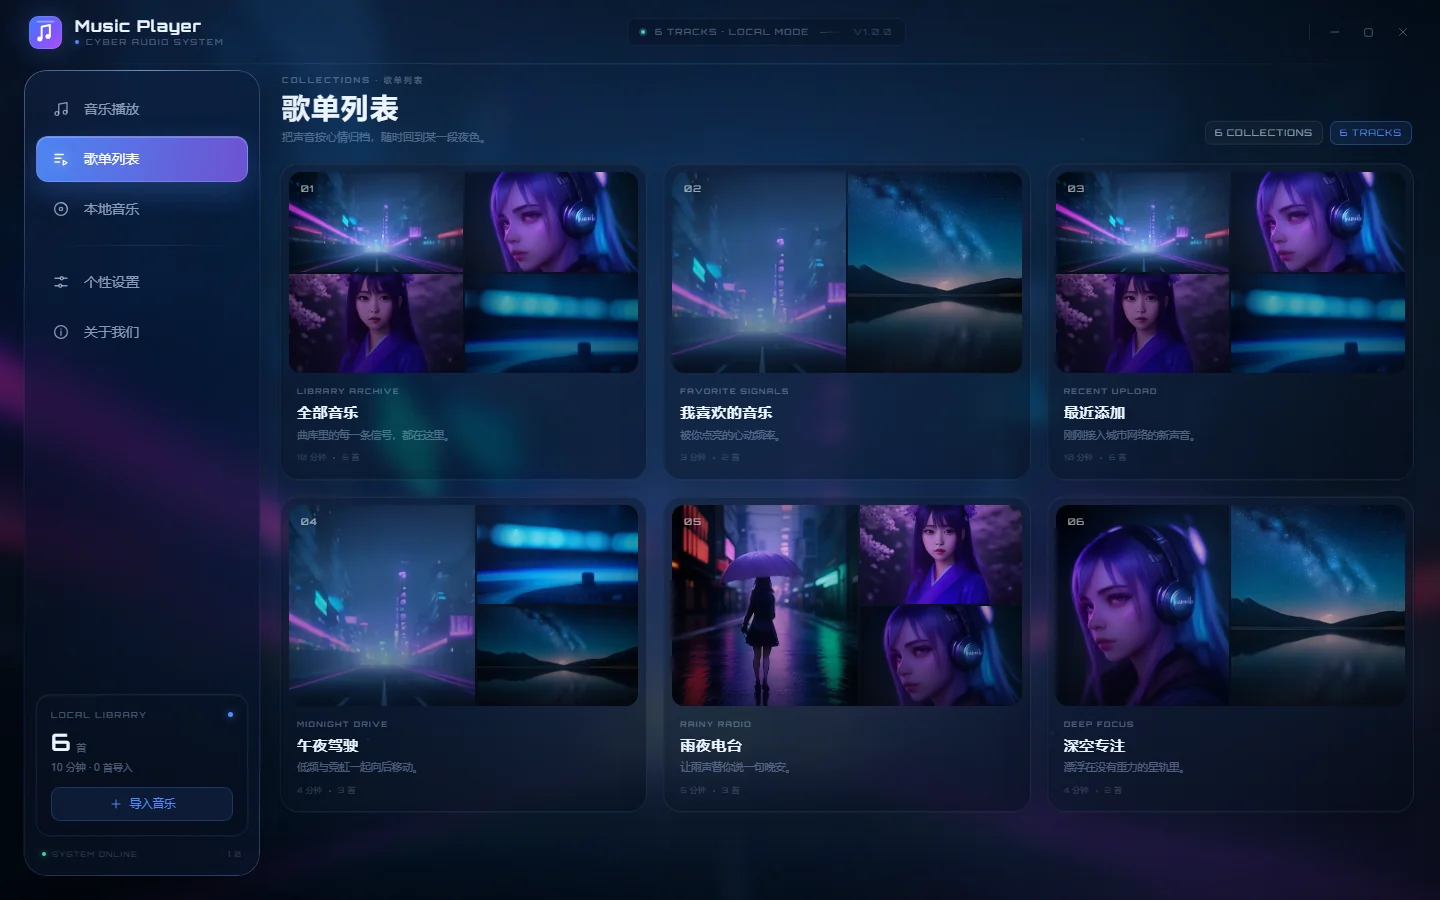 Music Player
CYBER AUDIO SYSTEM
6 TRACKS · LOCAL MODE
V1.0.0
音乐播放
歌单列表
本地音乐
个性设置
关于我们
LOCAL LIBRARY
6 首
10 分钟 · 0 首导入
+ 导入音乐
SYSTEM ONLINE
1.0
COLLECTIONS · 歌单列表
歌单列表
把声音按心情归档，随时回到某一段夜色。
6 COLLECTIONS
6 TRACKS
01
LIBRARY ARCHIVE
全部音乐
曲库里的每一条信号，都在这里。
10 分钟 • 6 首
02
FAVORITE SIGNALS
我喜欢的音乐
被你点亮的心动频率。
3 分钟 • 2 首
03
RECENT UPLOAD
最近添加
刚刚接入城市网络的新声音。
10 分钟 • 6 首
04
MIDNIGHT DRIVE
午夜驾驶
低频与霓虹一起向后移动。
4 分钟 • 3 首
05
RAINY RADIO
雨夜电台
让雨声替你说一句晚安。
5 分钟 • 3 首
06
DEEP FOCUS
深空专注
漂浮在没有重力的星轨里。
4 分钟 • 2 首